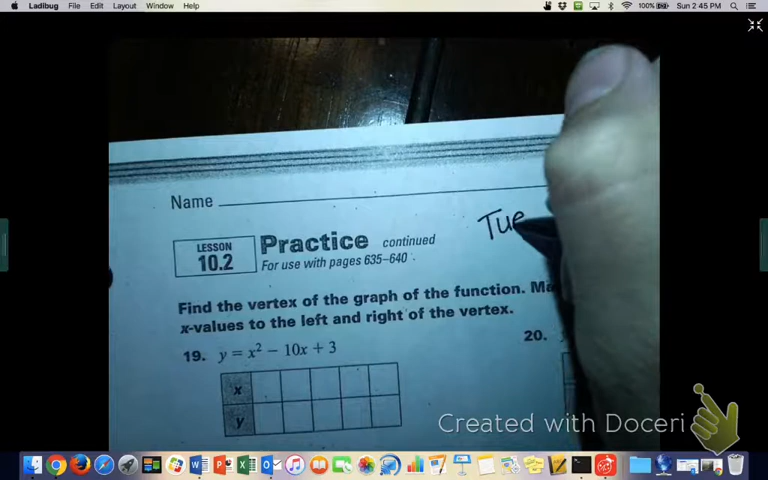 Ladibug File Edit Layout Window Help 100% Sun 2:45 PM
Name
Tue
LESSON
10.2
Practice continued
For use with pages 635–640
Find the vertex of the graph of the function.
x-values to the left and right of the vertex.
19. y = x² − 10x + 3
20.
x
y
Created with Doceri